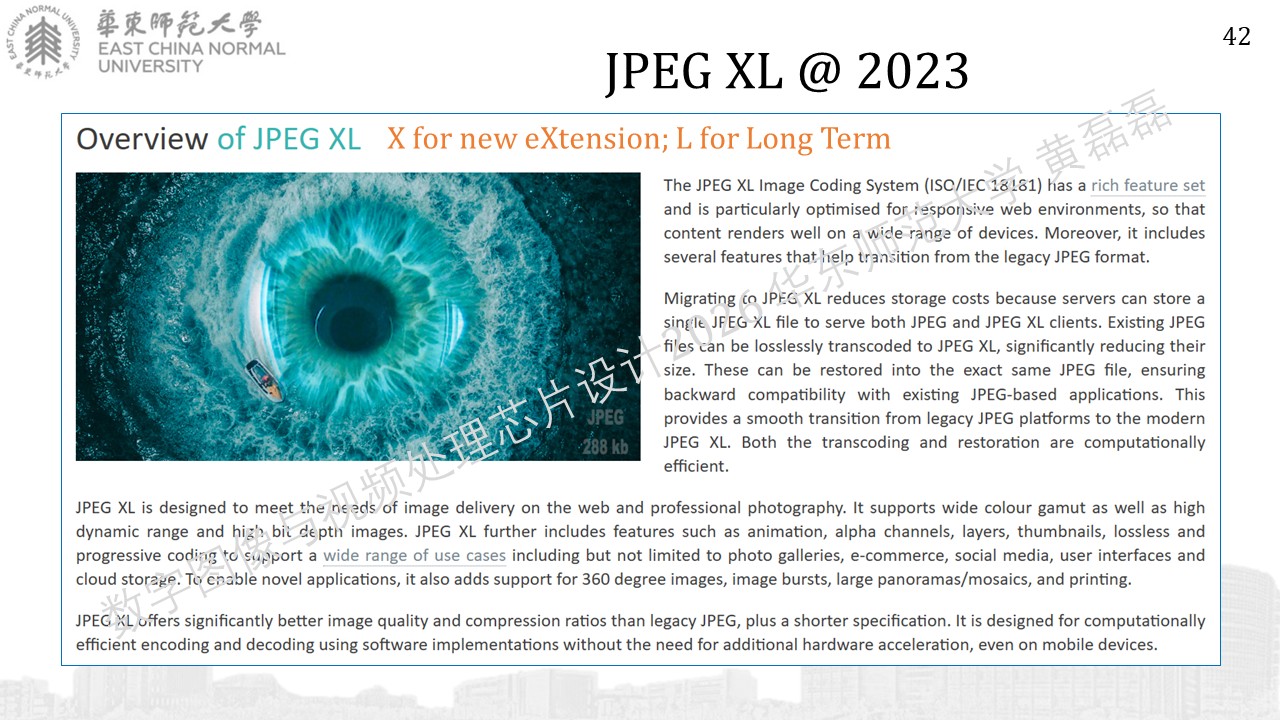 華東師範大學
EAST CHINA NORMAL
UNIVERSITY
EAST CHINA NORMAL UNIVERSITY
華東師範大學
42
JPEG XL @ 2023
Overview of JPEG XL X for new eXtension; L for Long Term
JPEG
288 kb
The JPEG XL Image Coding System (ISO/IEC 18181) has a rich feature set
and is particularly optimised for responsive web environments, so that
content renders well on a wide range of devices. Moreover, it includes
several features that help transition from the legacy JPEG format.
Migrating to JPEG XL reduces storage costs because servers can store a
single JPEG XL file to serve both JPEG and JPEG XL clients. Existing JPEG
files can be losslessly transcoded to JPEG XL, significantly reducing their
size. These can be restored into the exact same JPEG file, ensuring
backward compatibility with existing JPEG-based applications. This
provides a smooth transition from legacy JPEG platforms to the modern
JPEG XL. Both the transcoding and restoration are computationally
efficient.
JPEG XL is designed to meet the needs of image delivery on the web and professional photography. It supports wide colour gamut as well as high
dynamic range and high bit depth images. JPEG XL further includes features such as animation, alpha channels, layers, thumbnails, lossless and
progressive coding to support a wide range of use cases including but not limited to photo galleries, e-commerce, social media, user interfaces and
cloud storage. To enable novel applications, it also adds support for 360 degree images, image bursts, large panoramas/mosaics, and printing.
JPEG XL offers significantly better image quality and compression ratios than legacy JPEG, plus a shorter specification. It is designed for computationally
efficient encoding and decoding using software implementations without the need for additional hardware acceleration, even on mobile devices.
数字图像与视频处理芯片设计2026 华东师范大学 黄磊磊